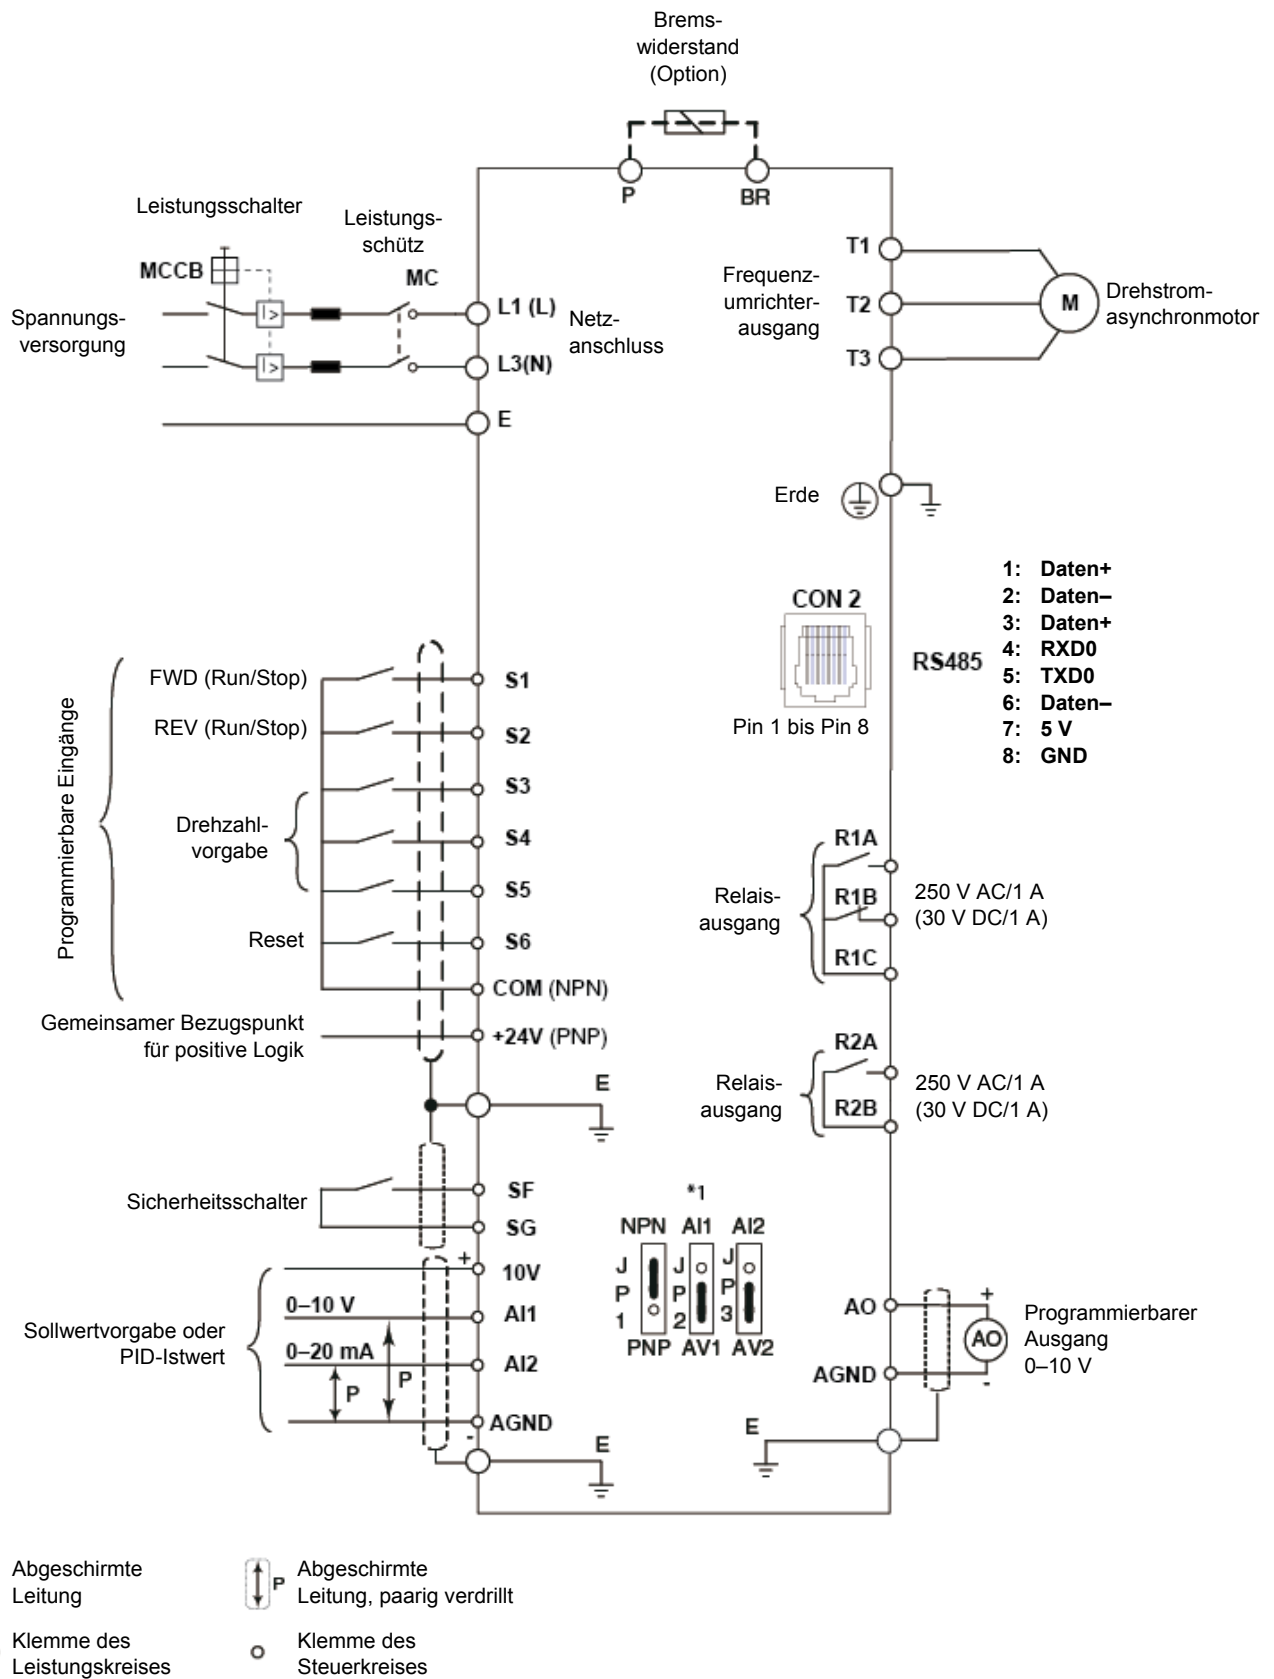 Brems-
widerstand
(Option)
P
BR
Leistungsschalter
Leistungs-
schütz
MCCB
MC
Spannungs-
versorgung
L1 (L)
L3(N)
Netz-
anschluss
E
T1
T2
T3
Frequenz-
umrichter-
ausgang
M
Drehstrom-
asynchronmotor
Erde
CON 2
Pin 1 bis Pin 8
RS485
1: Daten+
2: Daten–
3: Daten+
4: RXD0
5: TXD0
6: Daten–
7: 5 V
8: GND
Programmierbare Eingänge
FWD (Run/Stop)
S1
REV (Run/Stop)
S2
S3
Drehzahl-
vorgabe
S4
S5
Reset
S6
COM (NPN)
Gemeinsamer Bezugspunkt
für positive Logik
+24V (PNP)
E
R1A
R1B
R1C
Relais-
ausgang
250 V AC/1 A
(30 V DC/1 A)
R2A
R2B
Relais-
ausgang
250 V AC/1 A
(30 V DC/1 A)
Sicherheitsschalter
SF
SG
*1
NPN AI1 AI2
J P 1
J P 2
J P 3
PNP AV1 AV2
+
10V
0–10 V
AI1
Sollwertvorgabe oder
PID-Istwert
0–20 mA
AI2
P
P
AGND
-
E
AO
AGND
+
AO
-
Programmierbarer
Ausgang
0–10 V
E
Abgeschirmte
Leitung
P
Abgeschirmte
Leitung, paarig verdrillt
Klemme des
Leistungskreises
Klemme des
Steuerkreises